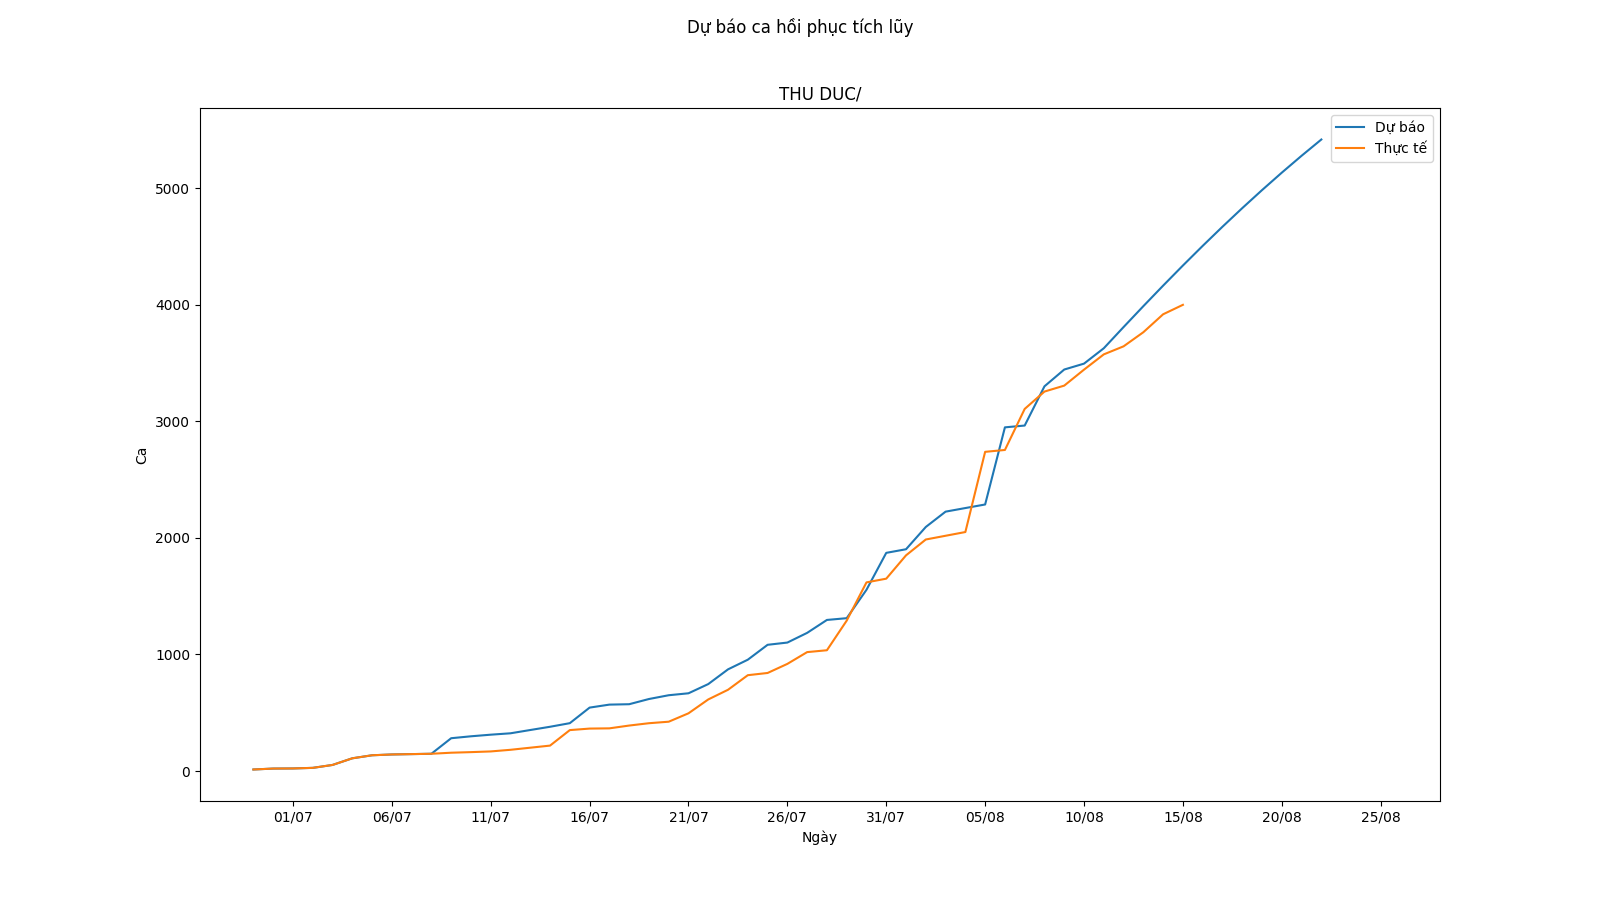 Dự báo ca hồi phục tích lũy
THU DUC/
Dự báo
Thực tế
5000
4000
3000
2000
1000
0
Ca
01/07 06/07 11/07 16/07 21/07 26/07 31/07 05/08 10/08 15/08 20/08 25/08
Ngày